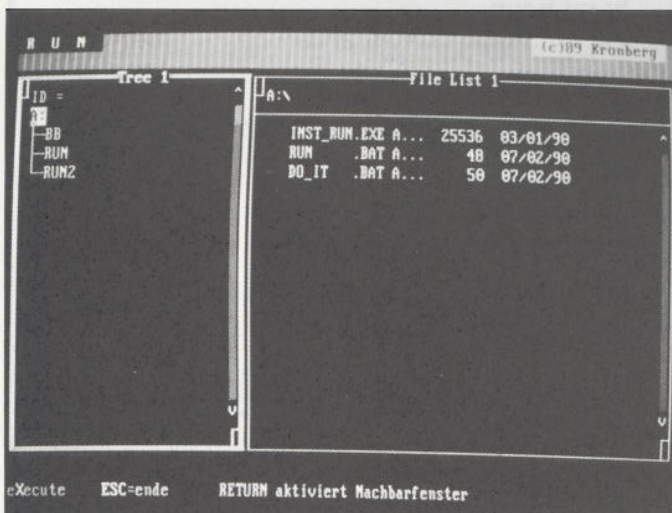 R U N
(c)89 Kronberg
Tree 1
File List 1
ID =
A:\
A:
BB
RUN
RUN2
INST_RUN.EXE A... 25536 03/01/90
RUN .BAT A... 48 07/02/90
DO_IT .BAT A... 50 07/02/90
eXecute ESC=ende RETURN aktiviert Nachbarfenster